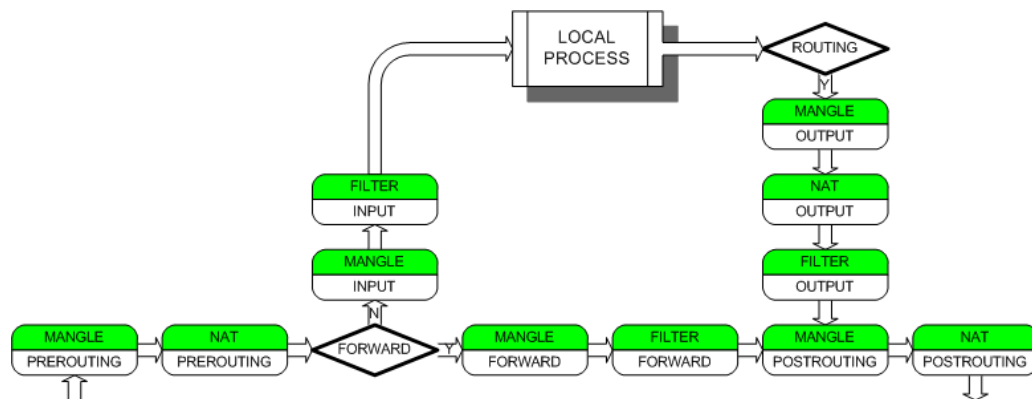 LOCAL
PROCESS
ROUTING
Y
MANGLE
OUTPUT
NAT
OUTPUT
FILTER
OUTPUT
FILTER
INPUT
MANGLE
INPUT
N
MANGLE
PREROUTING
NAT
PREROUTING
FORWARD
Y
MANGLE
FORWARD
FILTER
FORWARD
MANGLE
POSTROUTING
NAT
POSTROUTING